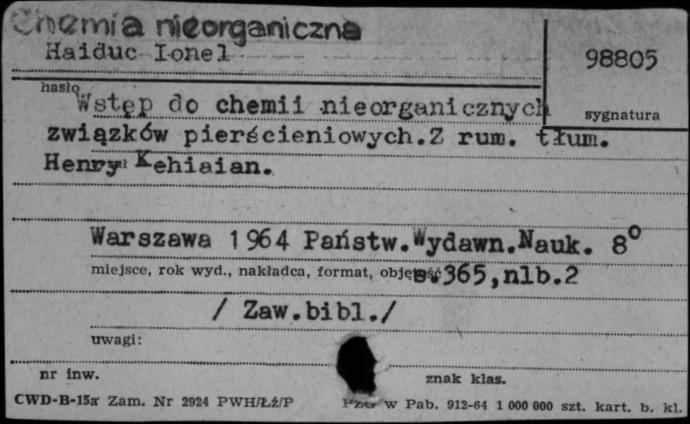 Chemia nieorganiczna
Haiduc Ionel
98805
hasło
Wstęp do chemii nieorganicznych
sygnatura
związków pierścieniowych. Z rum. tłum.
Henry Kehiaian.
Warszawa 1964 Państw. Wydawn. Nauk. 8°
miejsce, rok wyd., nakładca, format, objętość s. 365, nlb. 2
/ Zaw. bibl. /
uwagi:
nr inw.
znak klas.
CWD-B-15a Zam. Nr 2924 PWH/Łź/P
PZG w Pab. 912-64 1 000 000 szt. kart. b. kl.